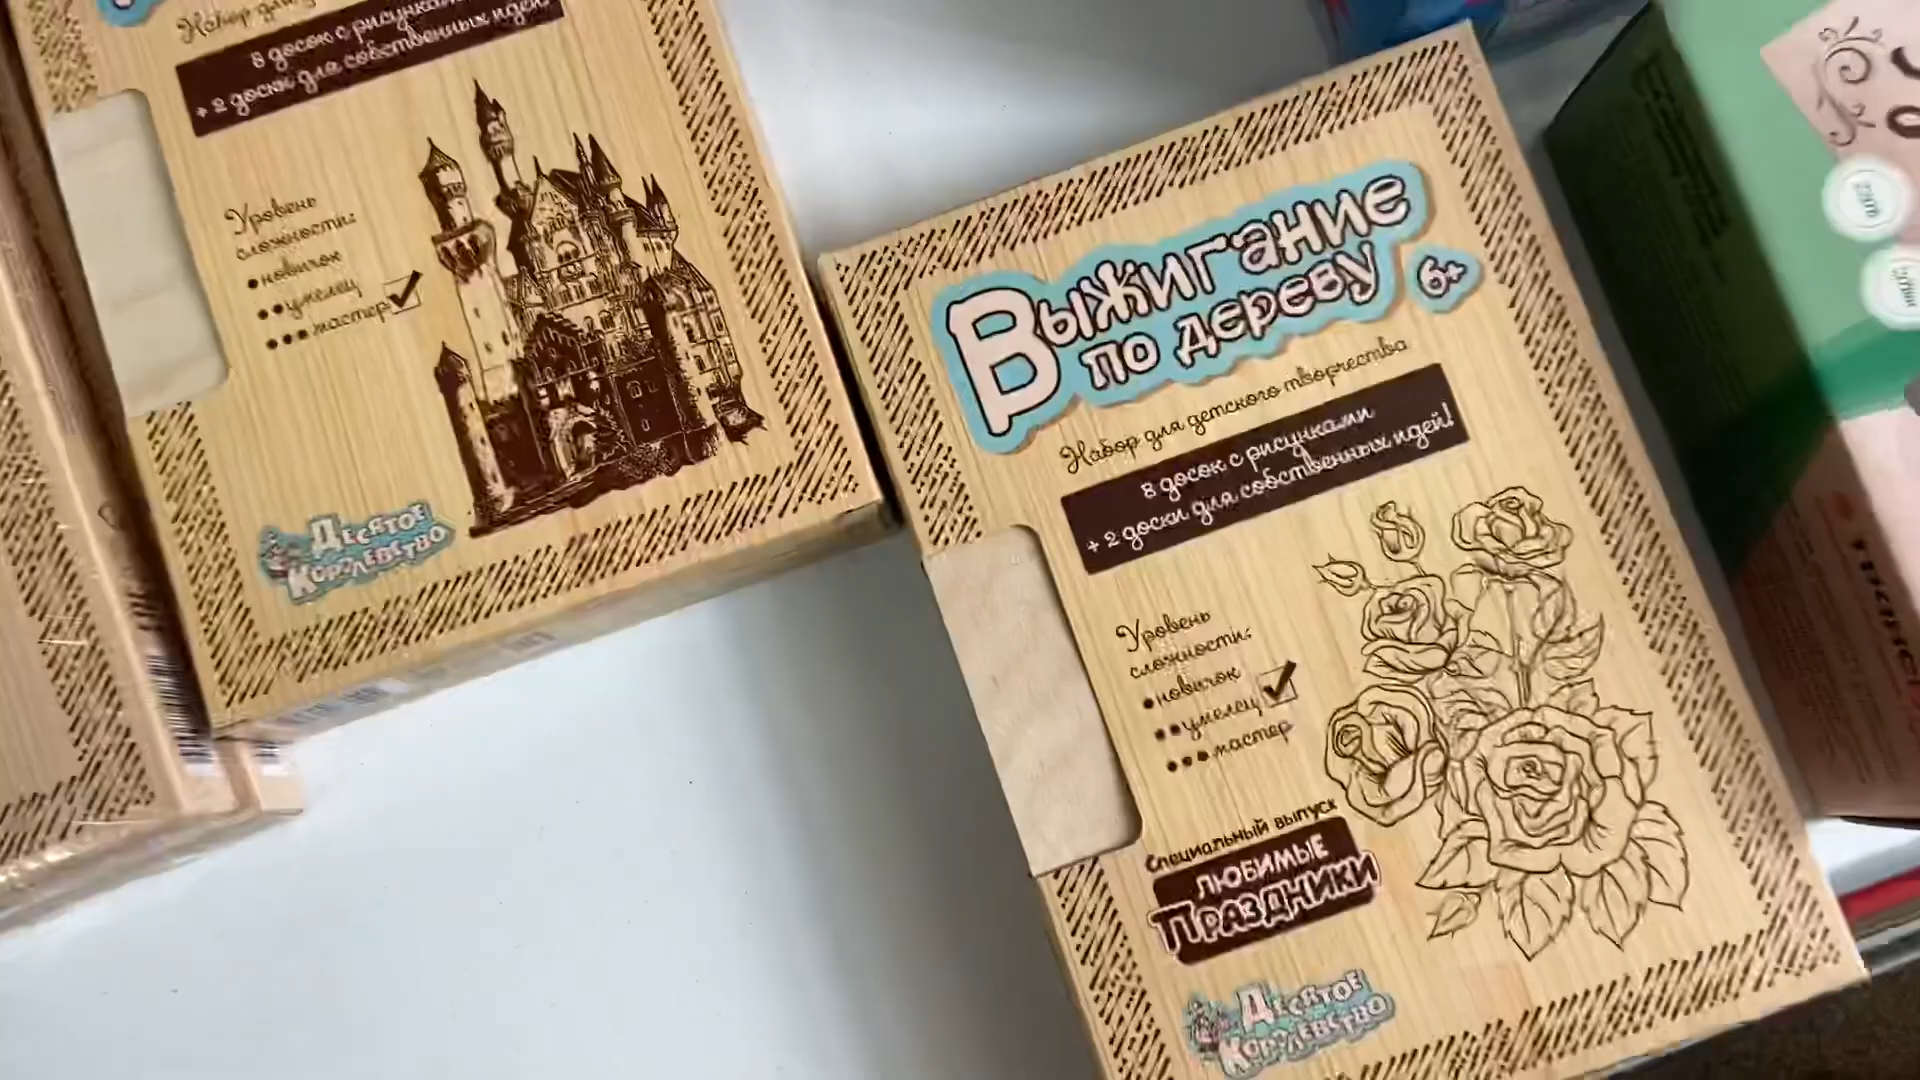 Набор для
8 досок с рисунками
+ 2 доски для собственных идей!
Уровень
сложности:
новичок
умелец
мастер
Десятое
Королевство
Выжигание
по дереву
6+
Набор для детского творчества
8 досок с рисунками
+ 2 доски для собственных идей!
Уровень
сложности:
новичок
умелец
мастер
Специальный выпуск
Любимые
Праздники
Десятое
Королевство